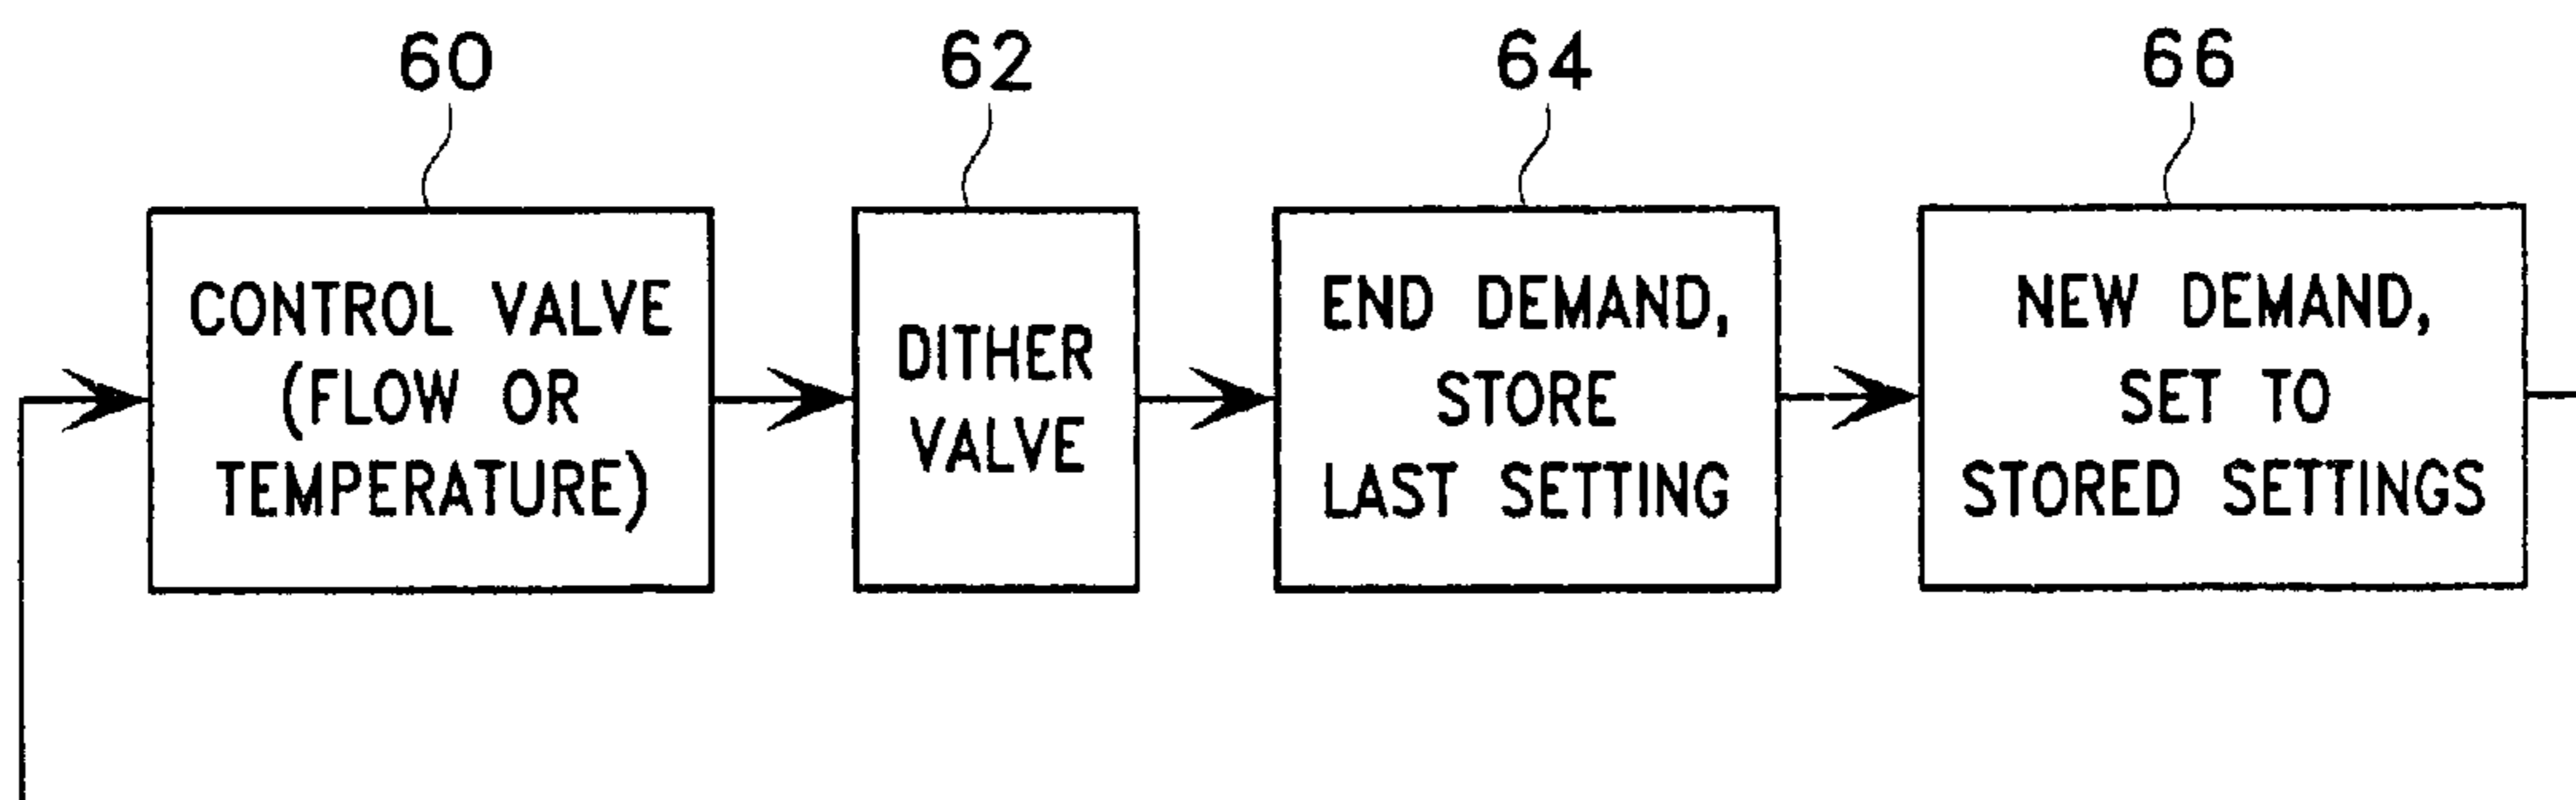 60
62
64
66
CONTROL VALVE
(FLOW OR
TEMPERATURE)
DITHER
VALVE
END DEMAND,
STORE
LAST SETTING
NEW DEMAND,
SET TO
STORED SETTINGS